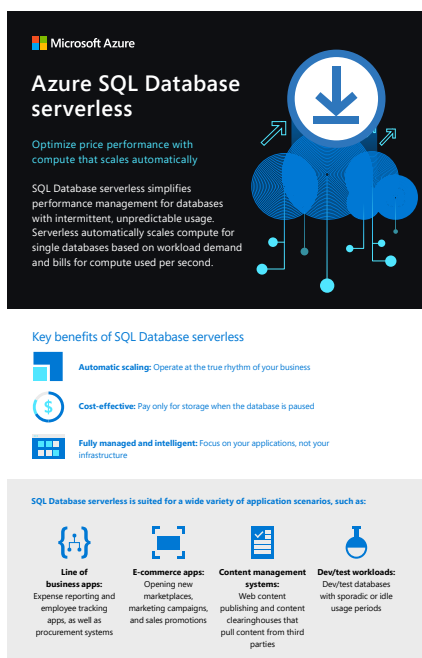 Microsoft Azure
Azure SQL Database
serverless
Optimize price performance with
compute that scales automatically
SQL Database serverless simplifies
performance management for databases
with intermittent, unpredictable usage.
Serverless automatically scales compute for
single databases based on workload demand
and bills for compute used per second.
Key benefits of SQL Database serverless
Automatic scaling: Operate at the true rhythm of your business
$
Cost-effective: Pay only for storage when the database is paused
Fully managed and intelligent: Focus on your applications, not your
infrastructure
SQL Database serverless is suited for a wide variety of application scenarios, such as:
Line of
business apps:
Expense reporting and
employee tracking
apps, as well as
procurement systems
E-commerce apps:
Opening new
marketplaces,
marketing campaigns,
and sales promotions
Content management
systems:
Web content
publishing and content
clearinghouses that
pull content from third
parties
Dev/test workloads:
Dev/test databases
with sporadic or idle
usage periods